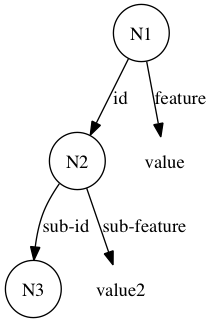 N1
id feature
N2 value
sub-id sub-feature
N3 value2